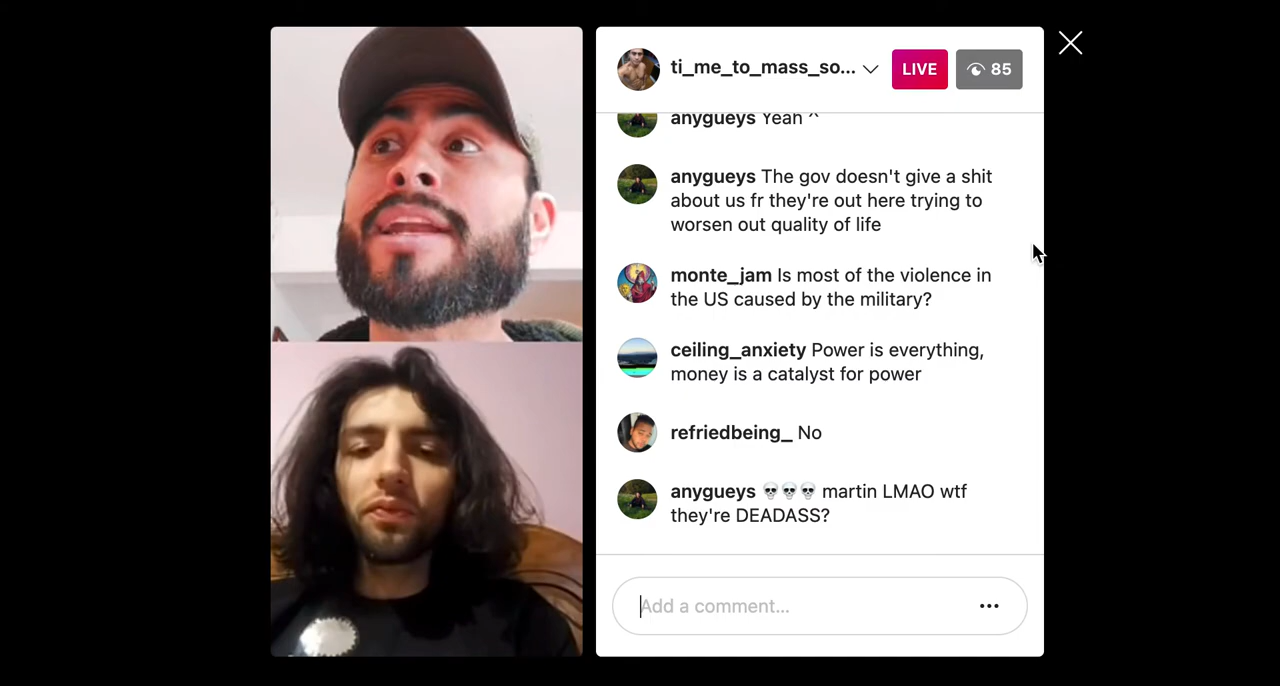 ti_me_to_mass_so...
LIVE
85
anygueys Yeah ^
anygueys The gov doesn't give a shit
about us fr they're out here trying to
worsen out quality of life
monte_jam Is most of the violence in
the US caused by the military?
ceiling_anxiety Power is everything,
money is a catalyst for power
refriedbeing_ No
anygueys 💀💀💀 martin LMAO wtf
they're DEADASS?
Add a comment...